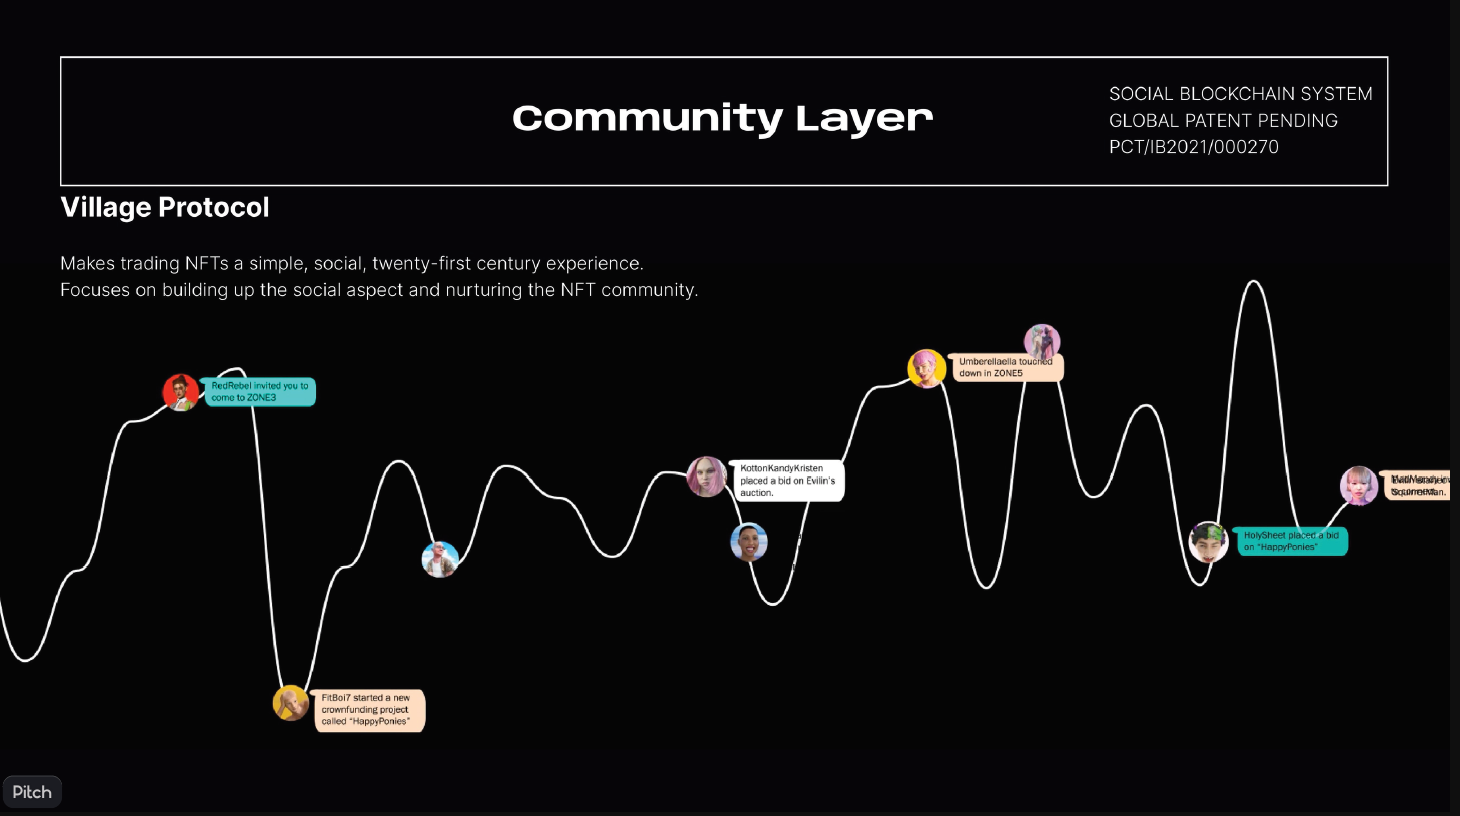 Community Layer
SOCIAL BLOCKCHAIN SYSTEM
GLOBAL PATENT PENDING
PCT/IB2021/000270
Village Protocol
Makes trading NFTs a simple, social, twenty-first century experience.
Focuses on building up the social aspect and nurturing the NFT community.
RedRebel invited you to
come to ZONE3
Umberellaella touched
down in ZONE5
KottonKandyKristen
placed a bid on Evilin's
auction.
HolySheet placed a bid
on "HappyPonies"
SquirrelMan.
FitBoi7 started a new
crownfunding project
called "HappyPonies"
Pitch